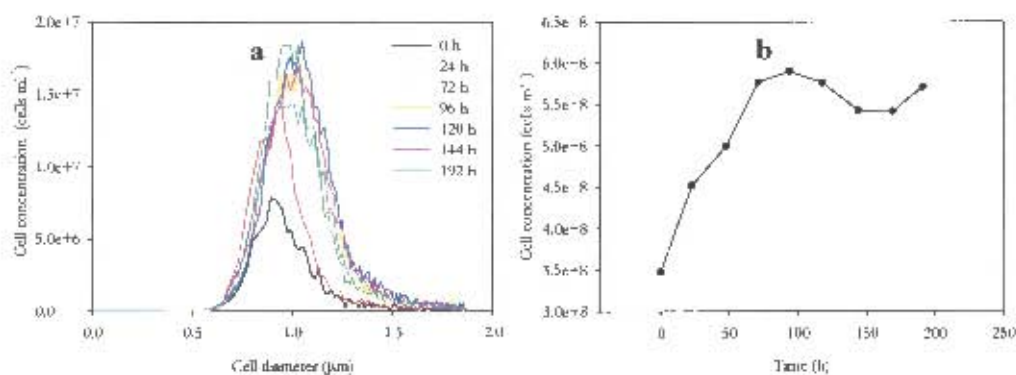 2.0e+7
1.5e+7
1.0e+7
5.0e+6
0.0
0.0
0.5
1.0
1.5
2.0
Cell concentration (cells ml⁻¹)
Cell diameter (μm)
a
0 h
24 h
72 h
96 h
120 h
144 h
192 h
6.5e+8
6.0e+8
5.5e+8
5.0e+8
4.5e+8
4.0e+8
3.5e+8
3.0e+8
0
50
100
150
200
250
Cell concentration (cells ml⁻¹)
Time (h)
b